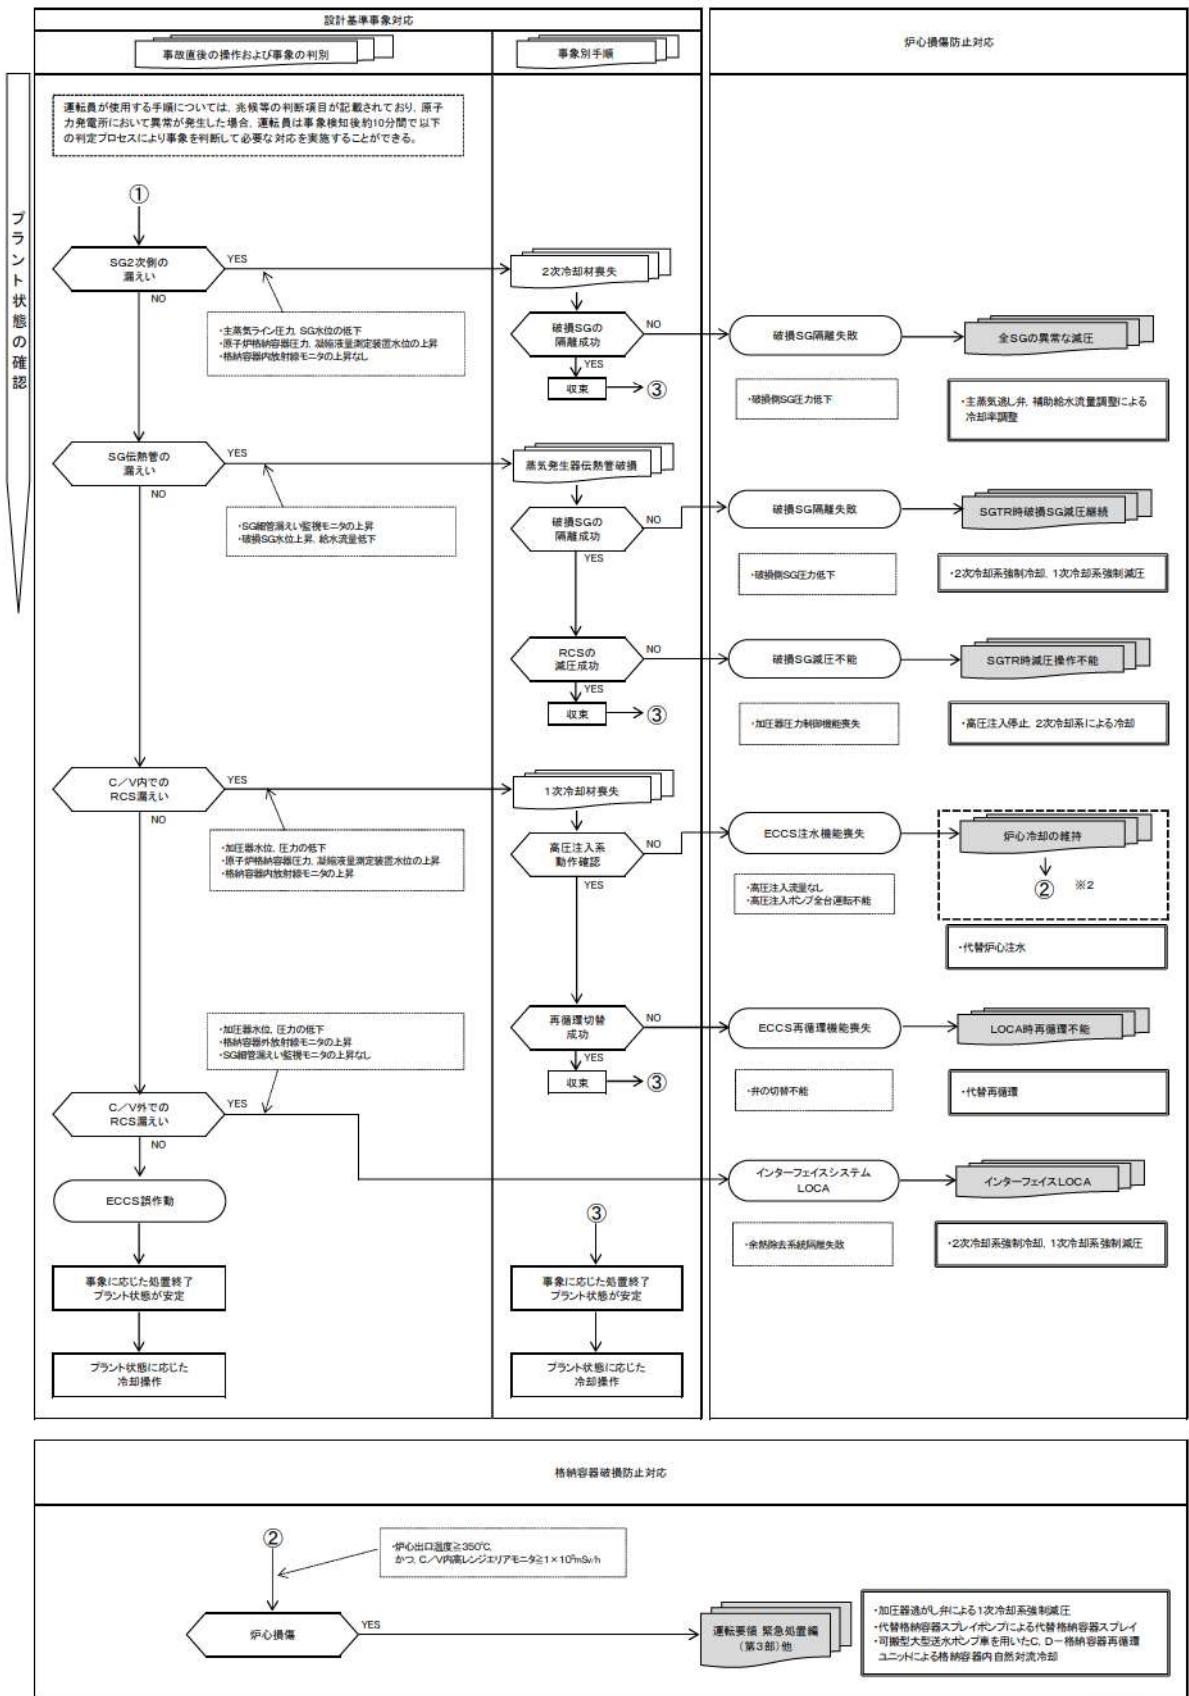 設計基準事象対応
事故直後の操作および事象の判別
事象別手順
炉心損傷防止対応
プラント状態の確認
運転員が使用する手順については、兆候等の判断項目が記載されており、原子
力発電所において異常が発生した場合、運転員は事象検知後約10分間で以下
の判定プロセスにより事象を判断して必要な対応を実施することができる。
①
SG2次側の
漏えい
YES
NO
・主蒸気ライン圧力、SG水位の低下
・原子炉格納容器圧力、凝縮液量測定装置水位の上昇
・格納容器内放射線モニタの上昇なし
2次冷却材喪失
破損SGの
隔離成功
NO
YES
収束
③
破損SG隔離失敗
全SGの異常な減圧
・破損側SG圧力低下
・主蒸気逃し弁、補助給水流量調整による
冷却率調整
SG伝熱管の
漏えい
YES
NO
・SG細管漏えい監視モニタの上昇
・破損SG水位上昇、給水流量低下
蒸気発生器伝熱管破損
破損SGの
隔離成功
NO
YES
破損SG隔離失敗
SGTR時破損SG減圧継続
・破損側SG圧力低下
・2次冷却系強制冷却、1次冷却系強制減圧
RCSの
減圧成功
NO
YES
収束
③
破損SG減圧不能
SGTR時減圧操作不能
・加圧器圧力制御機能喪失
・高圧注入停止、2次冷却系による冷却
C/V内での
RCS漏えい
YES
NO
・加圧器水位、圧力の低下
・原子炉格納容器圧力、凝縮液量測定装置水位の上昇
・格納容器内放射線モニタの上昇
1次冷却材喪失
高圧注入系
動作確認
NO
YES
ECCS注水機能喪失
炉心冷却の維持
② ※2
・高圧注入流量なし
・高圧注入ポンプ全台運転不能
・代替炉心注水
再循環切替
成功
NO
YES
収束
③
ECCS再循環機能喪失
LOCA時再循環不能
・弁の切替不能
・代替再循環
・加圧器水位、圧力の低下
・格納容器外放射線モニタの上昇
・SG細管漏えい監視モニタの上昇なし
C/V外での
RCS漏えい
YES
NO
インターフェイスシステム
LOCA
インターフェイスLOCA
・余熱除去系統隔離失敗
・2次冷却系強制冷却、1次冷却系強制減圧
ECCS誤作動
事象に応じた処置終了
プラント状態が安定
プラント状態に応じた
冷却操作
③
事象に応じた処置終了
プラント状態が安定
プラント状態に応じた
冷却操作
格納容器破損防止対応
②
・炉心出口温度≧350℃、
かつ、C/V内高レンジエリアモニタ≧1×10⁵mSv/h
炉心損傷
YES
運転要領 緊急処置編
(第3部)他
・加圧器逃がし弁による1次冷却系強制減圧
・代替格納容器スプレイポンプによる代替格納容器スプレイ
・可搬型大型送水ポンプ車を用いたC、D-格納容器再循環
ユニットによる格納容器内自然対流冷却